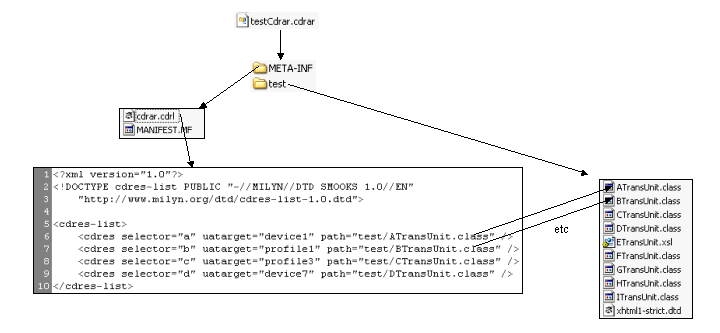 testCdrar.cdrar
META-INF
test
cdrar.cdrl
MANIFEST.MF
1 <?xml version="1.0"?>
2 <!DOCTYPE cdres-list PUBLIC "-//MILYN//DTD SMOOKS 1.0//EN"
3 "http://www.milyn.org/dtd/cdres-list-1.0.dtd">
4
5 <cdres-list>
6 <cdres selector="a" uatarget="device1" path="test/ATransUnit.class" />
7 <cdres selector="b" uatarget="profile1" path="test/BTransUnit.class" />
8 <cdres selector="c" uatarget="profile3" path="test/CTransUnit.class" />
9 <cdres selector="d" uatarget="device7" path="test/DTransUnit.class" />
10 </cdres-list>
etc
ATransUnit.class
BTransUnit.class
CTransUnit.class
DTransUnit.class
ETransUnit.xsl
FTransUnit.class
GTransUnit.class
HTransUnit.class
ITransUnit.class
xhtml1-strict.dtd